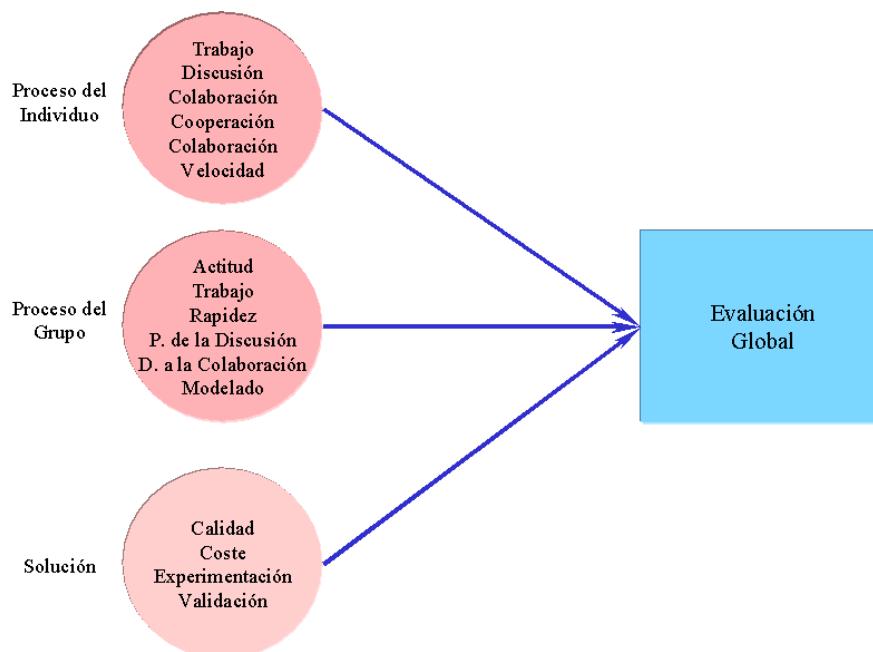 Proceso del
Individuo
Trabajo
Discusión
Colaboración
Cooperación
Colaboración
Velocidad
Proceso del
Grupo
Actitud
Trabajo
Rapidez
P. de la Discusión
D. a la Colaboración
Modelado
Solución
Calidad
Coste
Experimentación
Validación
Evaluación
Global